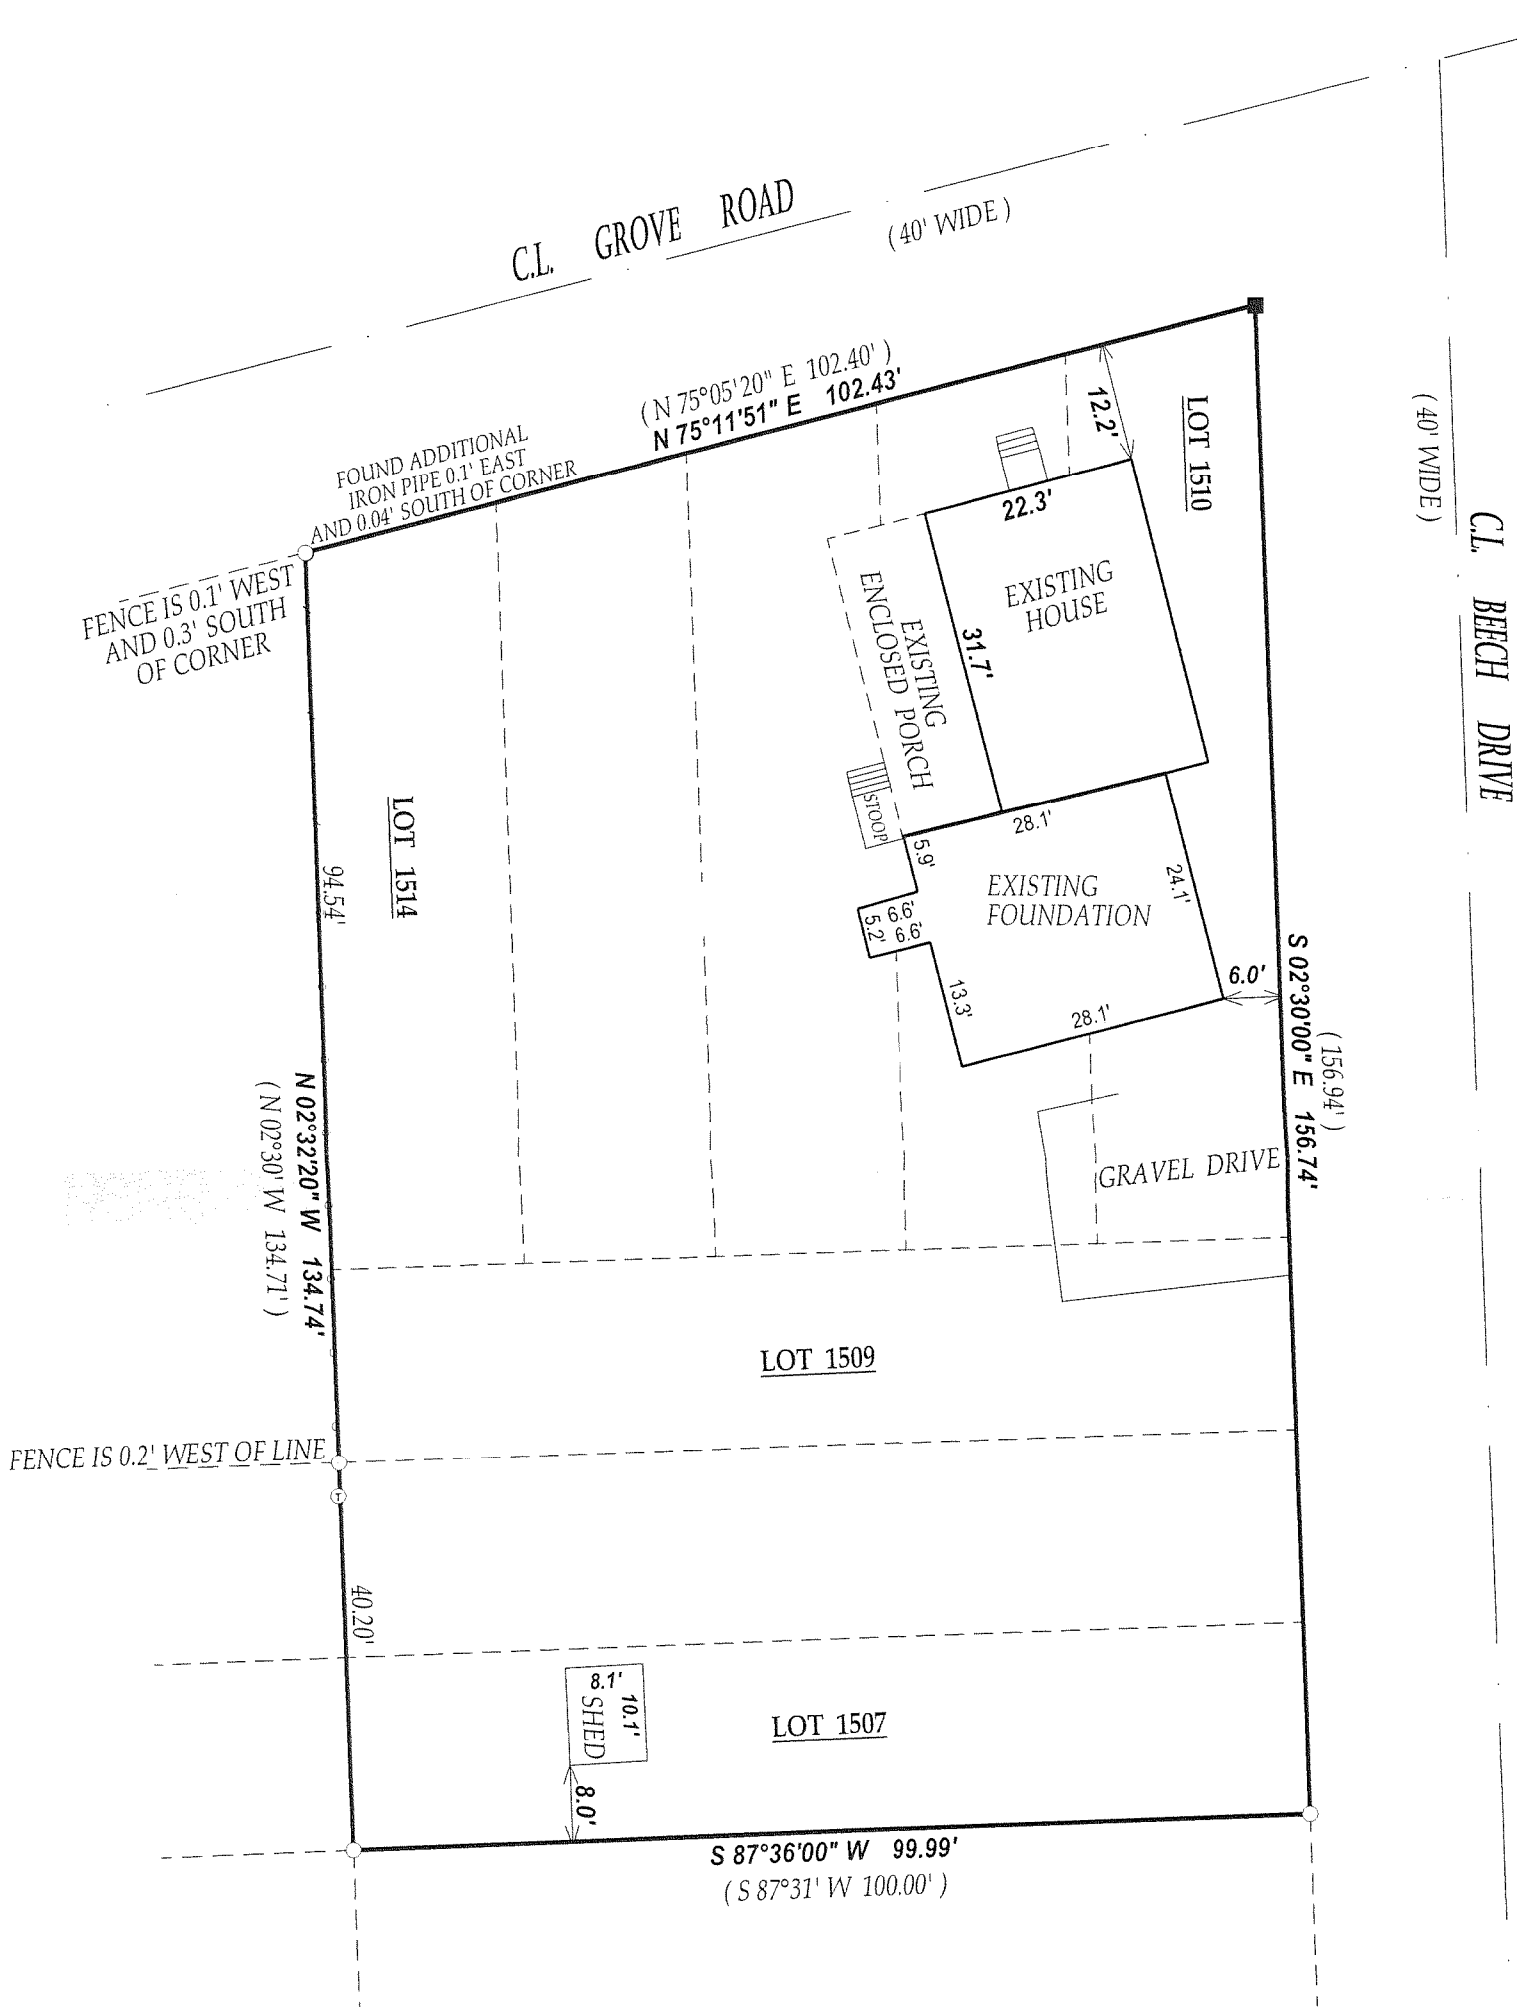 C.L. GROVE ROAD
( 40' WIDE )
( N 75°05'20" E 102.40' )
N 75°11'51" E 102.43'
FOUND ADDITIONAL
IRON PIPE 0.1' EAST
AND 0.04' SOUTH OF CORNER
FENCE IS 0.1' WEST
AND 0.3' SOUTH
OF CORNER
12.2'
LOT 1510
( 40' WIDE )
C.L. BEECH DRIVE
22.3'
EXISTING
HOUSE
31.7'
EXISTING
ENCLOSED PORCH
STOOP
28.1'
5.9'
6.6'
5.2'
6.6'
EXISTING
FOUNDATION
24.1'
13.3'
28.1'
6.0'
LOT 1514
94.54'
S 02°30'00" E 156.74'
( 156.94' )
N 02°32'20" W 134.74'
( N 02°30' W 134.71' )
GRAVEL DRIVE
LOT 1509
FENCE IS 0.2' WEST OF LINE
T
40.20'
8.1'
10.1'
SHED
8.0'
LOT 1507
S 87°36'00" W 99.99'
( S 87°31' W 100.00' )